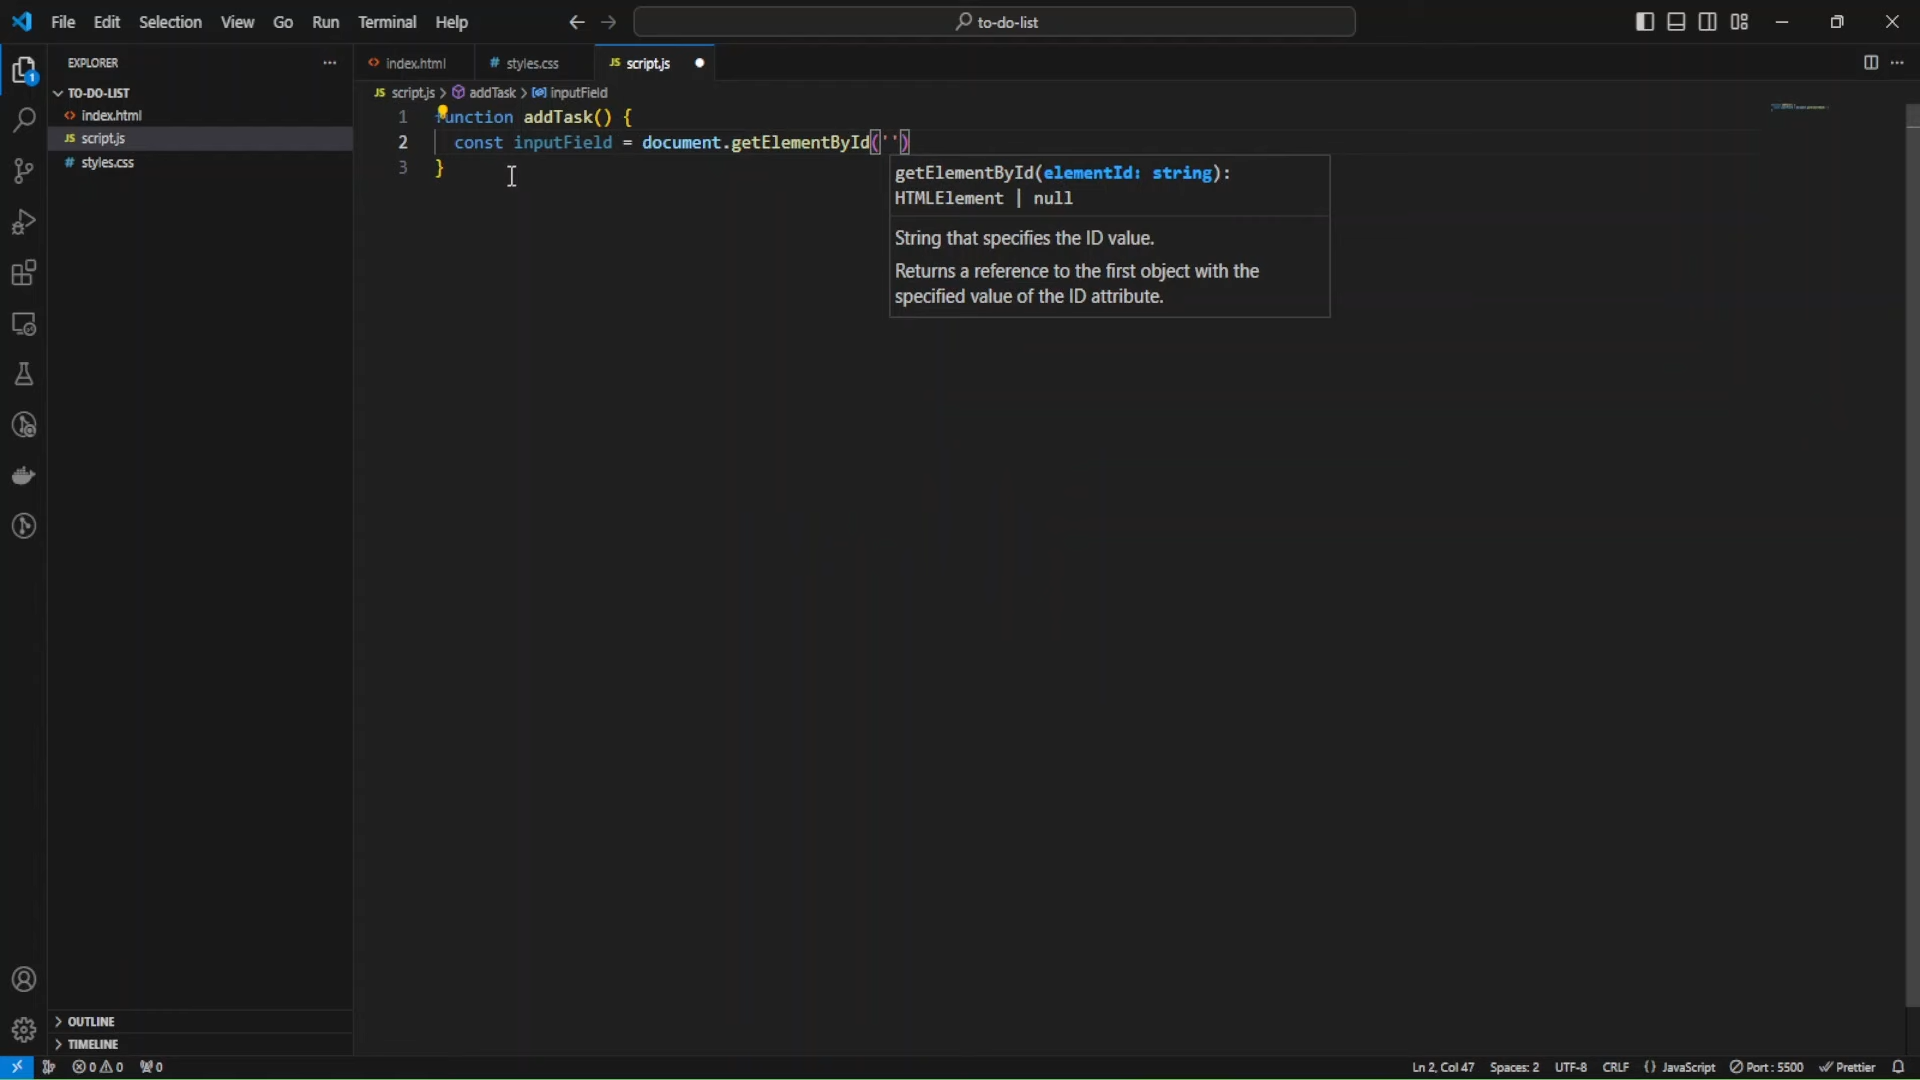 File Edit Selection View Go Run Terminal Help
to-do-list
EXPLORER
TO-DO-LIST
index.html
JS script.js
# styles.css
1
OUTLINE
TIMELINE
index.html
# styles.css
JS script.js
JS script.js > addTask > inputField
1 function addTask() {
2 const inputField = document.getElementById('')
3 }
getElementById(elementId: string):
HTMLElement | null
String that specifies the ID value.
Returns a reference to the first object with the
specified value of the ID attribute.
0 0 0
Ln 2, Col 47 Spaces: 2 UTF-8 CRLF {} JavaScript Port : 5500 Prettier